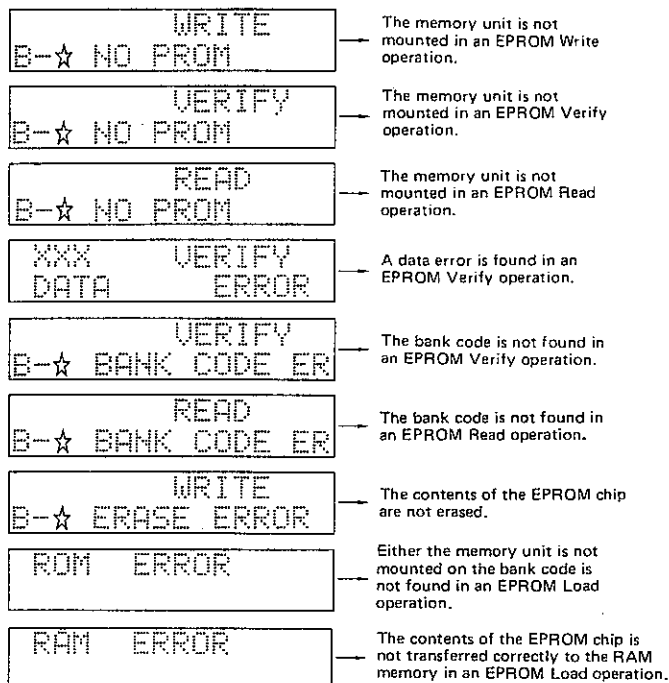 WRITE
B-☆ NO PROM
The memory unit is not
mounted in an EPROM Write
operation.
VERIFY
B-☆ NO PROM
The memory unit is not
mounted in an EPROM Verify
operation.
READ
B-☆ NO PROM
The memory unit is not
mounted in an EPROM Read
operation.
XXX VERIFY
DATA ERROR
A data error is found in an
EPROM Verify operation.
VERIFY
B-☆ BANK CODE ER
The bank code is not found in
an EPROM Verify operation.
READ
B-☆ BANK CODE ER
The bank code is not found in
an EPROM Read operation.
WRITE
B-☆ ERASE ERROR
The contents of the EPROM chip
are not erased.
ROM ERROR
Either the memory unit is not
mounted on the bank code is
not found in an EPROM Load
operation.
RAM ERROR
The contents of the EPROM chip is
not transferred correctly to the RAM
memory in an EPROM Load operation.